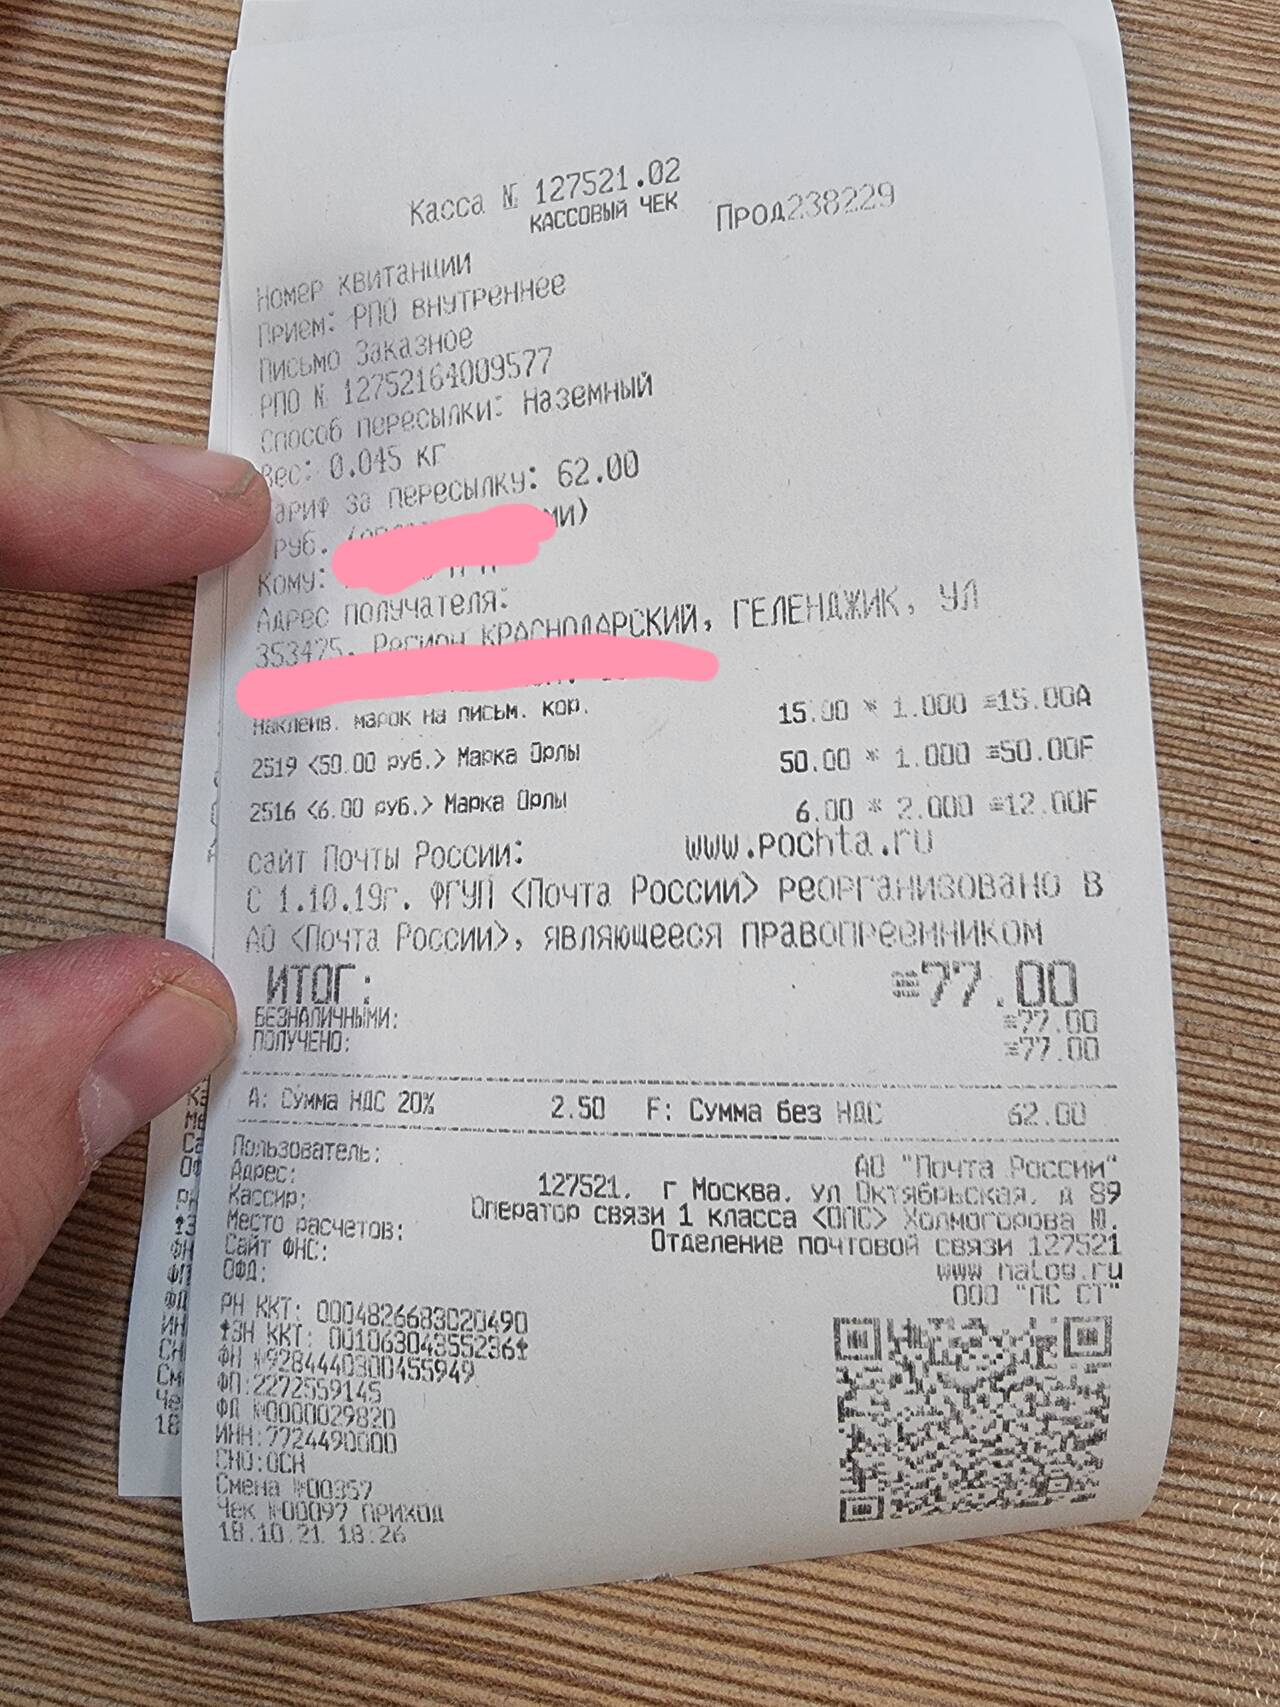 Касса № 127521.02
КАССОВЫЙ ЧЕК Прод238229
Номер квитанции
Прием: РПО внутреннее
Письмо Заказное
РПО № 12752164009577
Способ пересылки: Наземный
Вес: 0.045 кг
ариф за пересылку: 62.00
руб.
Кому:
Адрес получателя:
353475, Регион КРАСНОДАРСКИЙ, ГЕЛЕНДЖИК, УЛ
Наклеив. марок на письм. кор. 15.00 * 1.000 ≡15.00А
2519 <50.00 руб.> Марка Орлы 50.00 * 1.000 ≡50.00F
2516 <6.00 руб.> Марка Орлы 6.00 * 2.000 ≡12.00F
сайт Почты России: www.pochta.ru
С 1.10.19г. ФГУП <Почта России> реорганизовано в
АО <Почта России>, являющееся правопреемником
ИТОГ: ≡77.00
БЕЗНАЛИЧНЫМИ: ≡77.00
ПОЛУЧЕНО: ≡77.00
А: Сумма НДС 20% 2.50 F: Сумма без НДС 62.00
Пользователь: АО "Почта России"
Адрес: 127521, г Москва, ул Октябрьская, д 89
Кассир: Оператор связи 1 класса <ОПС> Холмогорова Ю.
Место расчетов: Отделение почтовой связи 127521
Сайт ФНС: www.nalog.ru
ОФД: ООО "ПС СТ"
РН ККТ: 0004826683020490
ЗН ККТ: 00106304355236
ФН №9284440300455949
ФП:2272559145
ФД №0000029820
ИНН:7724490000
СНО:ОСН
Смена №00357
Чек №00097 ПРИХОД
18.10.21 18:26